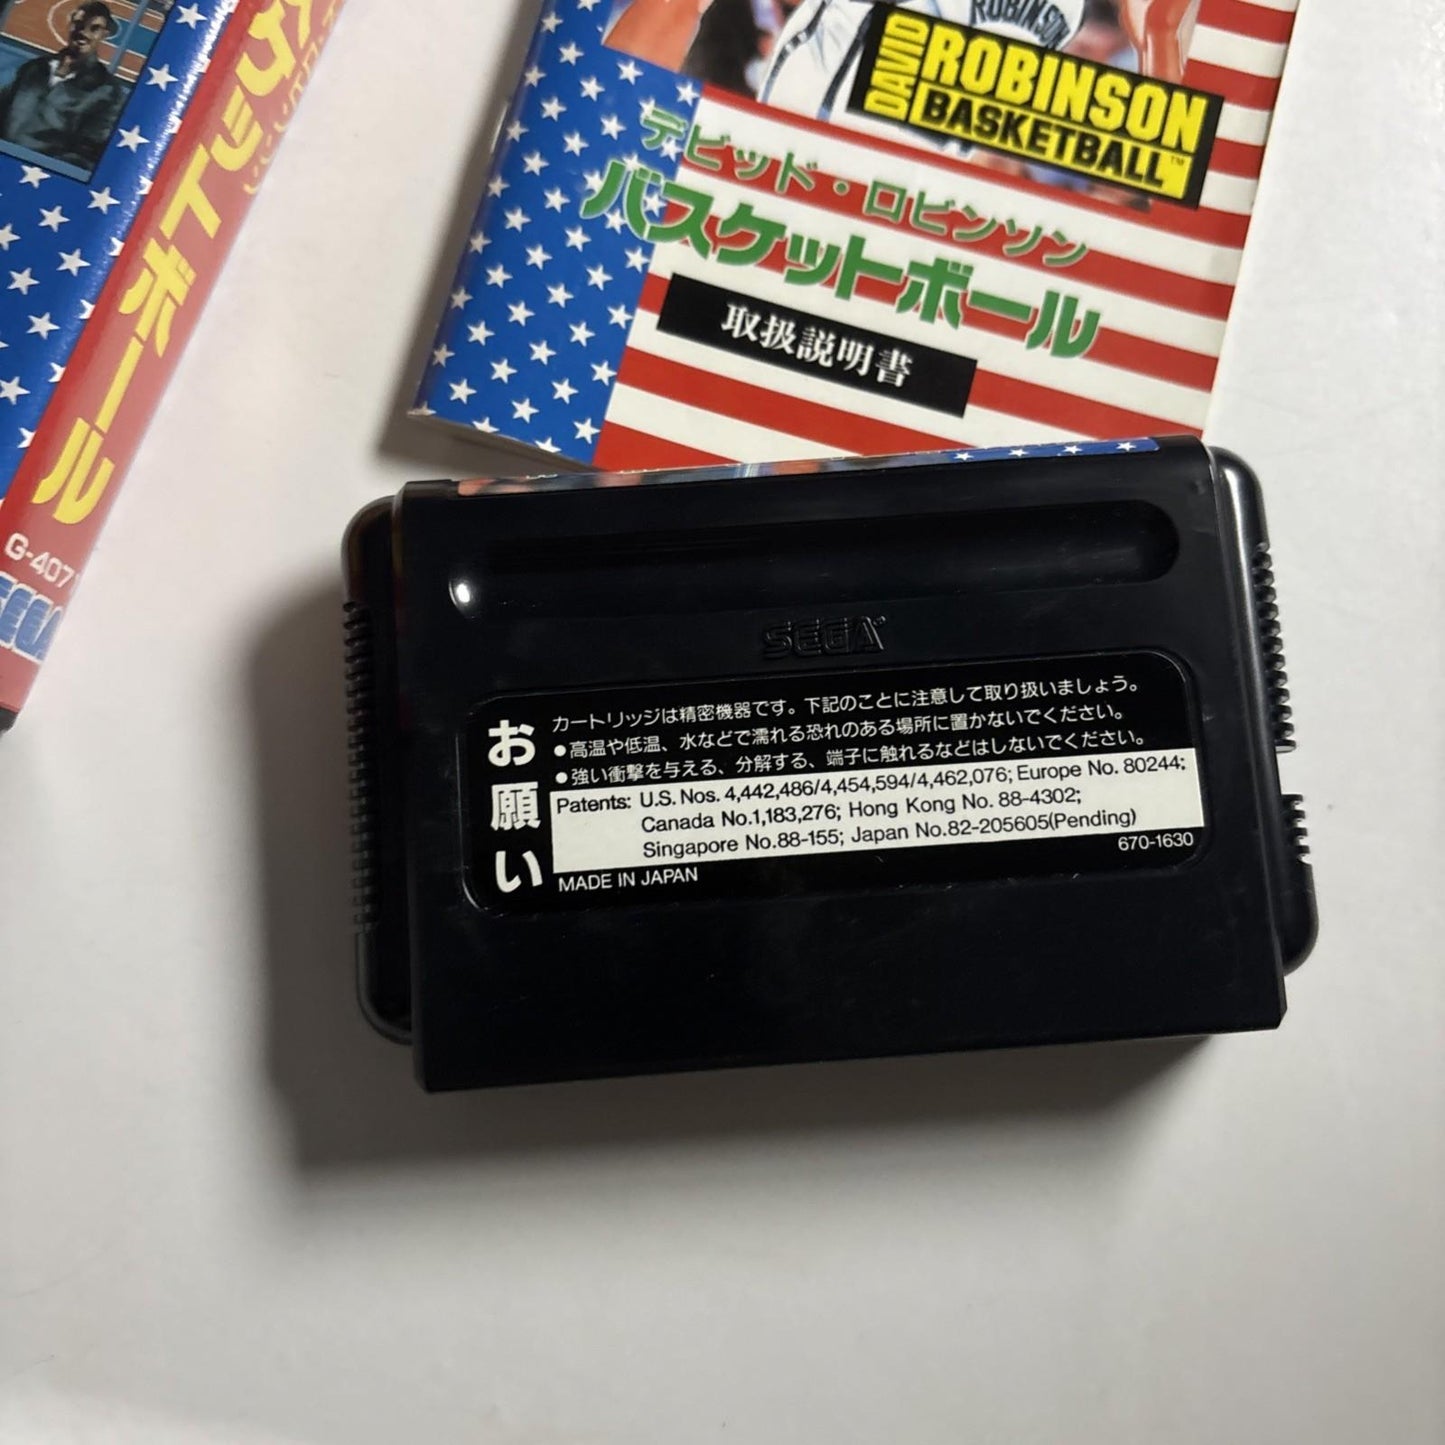 ボール
G-407
SEGA
ROBINSON
DAVID
ROBINSON
BASKETBALL™
デビッド・ロビンソン
バスケットボール
取扱説明書
SEGA
お願い
カートリッジは精密機器です。下記のことに注意して取り扱いましょう。
●高温や低温、水などで濡れる恐れのある場所に置かないでください。
●強い衝撃を与える、分解する、端子に触れるなどはしないでください。
Patents: U.S. Nos. 4,442,486/4,454,594/4,462,076; Europe No. 80244;
Canada No.1,183,276; Hong Kong No. 88-4302;
Singapore No.88-155; Japan No.82-205605(Pending)
670-1630
MADE IN JAPAN